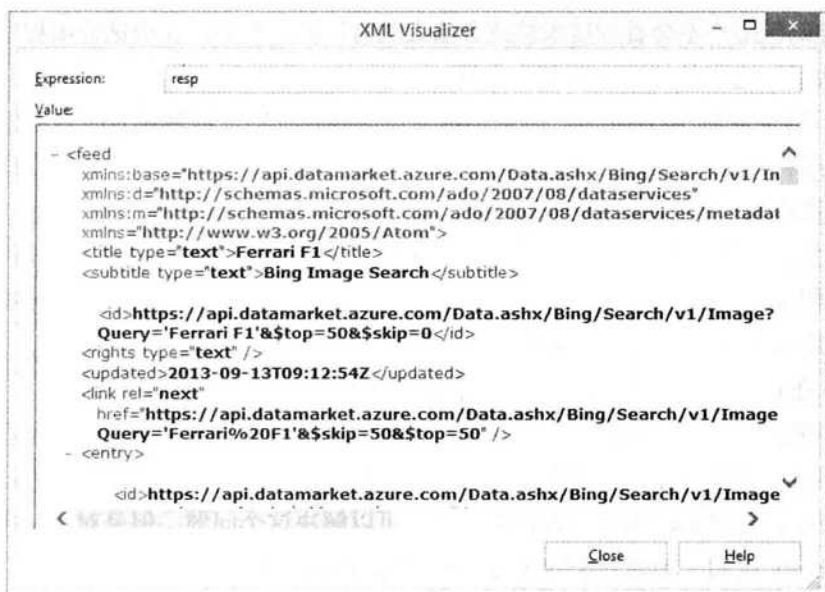 XML Visualizer
Expression:
resp
Value:
- <feed
xmlns:base="https://api.datamarket.azure.com/Data.ashx/Bing/Search/v1/Im
xmlns:d="http://schemas.microsoft.com/ado/2007/08/dataservices"
xmlns:m="http://schemas.microsoft.com/ado/2007/08/dataservices/metadat
xmlns="http://www.w3.org/2005/Atom">
<title type="text">Ferrari F1</title>
<subtitle type="text">Bing Image Search</subtitle>
<id>https://api.datamarket.azure.com/Data.ashx/Bing/Search/v1/Image?
Query='Ferrari F1'&$top=50&$skip=0</id>
<rights type="text" />
<updated>2013-09-13T09:12:54Z</updated>
<link rel="next"
href="https://api.datamarket.azure.com/Data.ashx/Bing/Search/v1/Image
Query='Ferrari%20F1'&$skip=50&$top=50" />
- <entry>
<id>https://api.datamarket.azure.com/Data.ashx/Bing/Search/v1/Image
Close
Help